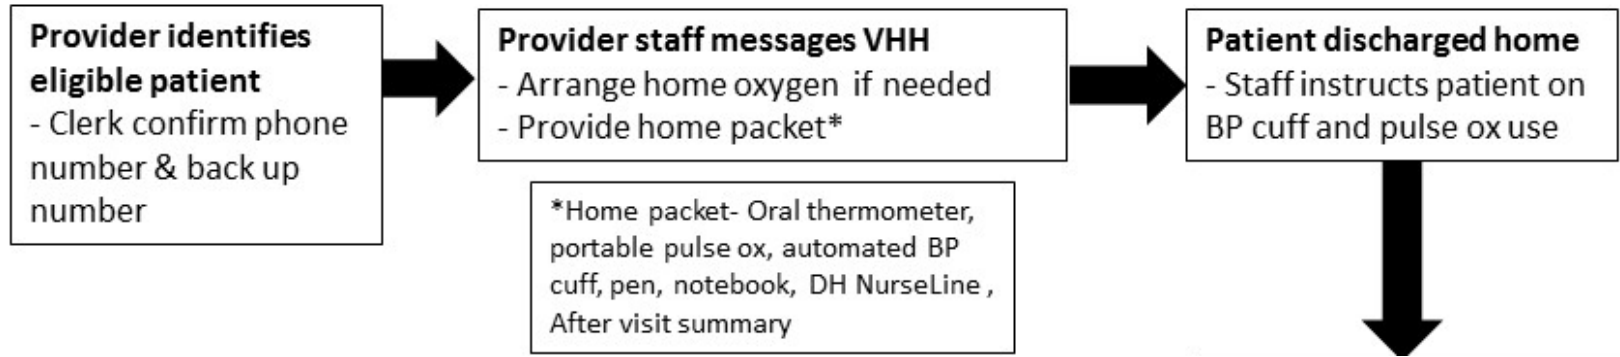 Provider identifies
eligible patient
- Clerk confirm phone
number & back up
number
Provider staff messages VHH
- Arrange home oxygen if needed
- Provide home packet*
*Home packet- Oral thermometer,
portable pulse ox, automated BP
cuff, pen, notebook, DH NurseLine ,
After visit summary
Patient discharged home
- Staff instructs patient on
BP cuff and pulse ox use